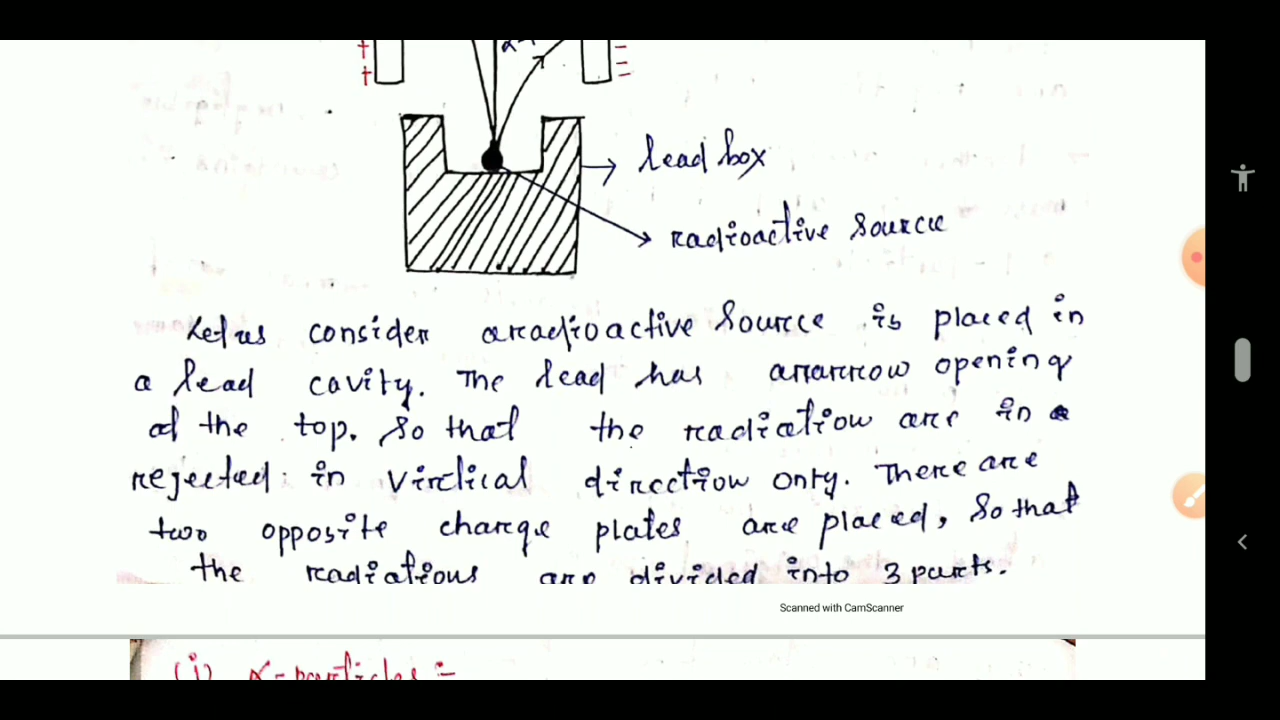 + −
+ −
−
α-
lead box
radioactive source
Let us consider a radioactive source is placed in
a lead cavity. The lead has a narrow opening
at the top. So that the radiation are in a
rejected in virtical direction only. There are
two opposite charge plates are placed, so that
the radiations are divided into 3 parts.
Scanned with CamScanner
(i) α-particles :-